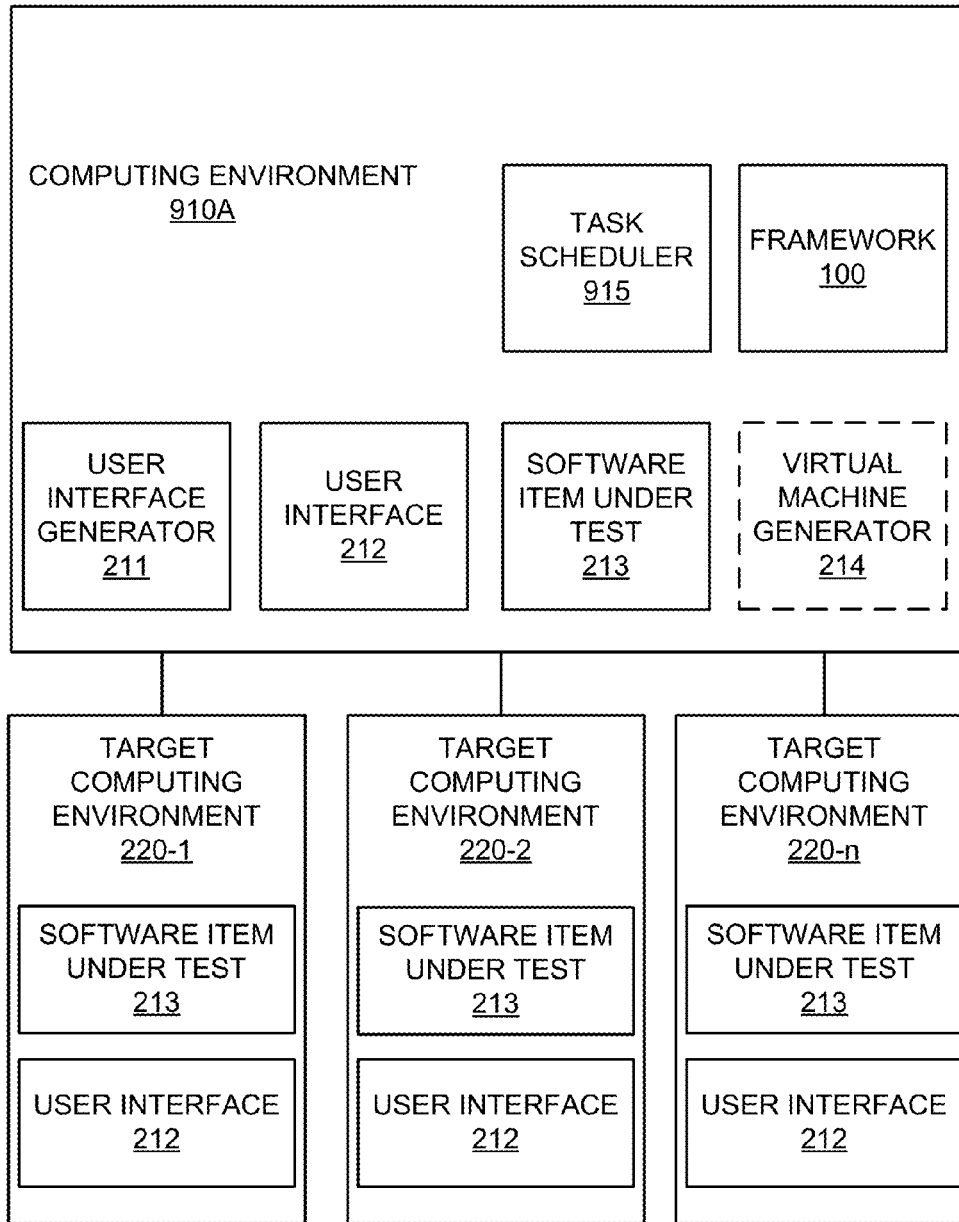 COMPUTING ENVIRONMENT
910A
TASK
SCHEDULER
915
FRAMEWORK
100
USER
INTERFACE
GENERATOR
211
USER
INTERFACE
212
SOFTWARE
ITEM UNDER
TEST
213
VIRTUAL
MACHINE
GENERATOR
214
TARGET
COMPUTING
ENVIRONMENT
220-1
SOFTWARE ITEM
UNDER TEST
213
USER INTERFACE
212
TARGET
COMPUTING
ENVIRONMENT
220-2
SOFTWARE ITEM
UNDER TEST
213
USER INTERFACE
212
TARGET
COMPUTING
ENVIRONMENT
220-n
SOFTWARE ITEM
UNDER TEST
213
USER INTERFACE
212